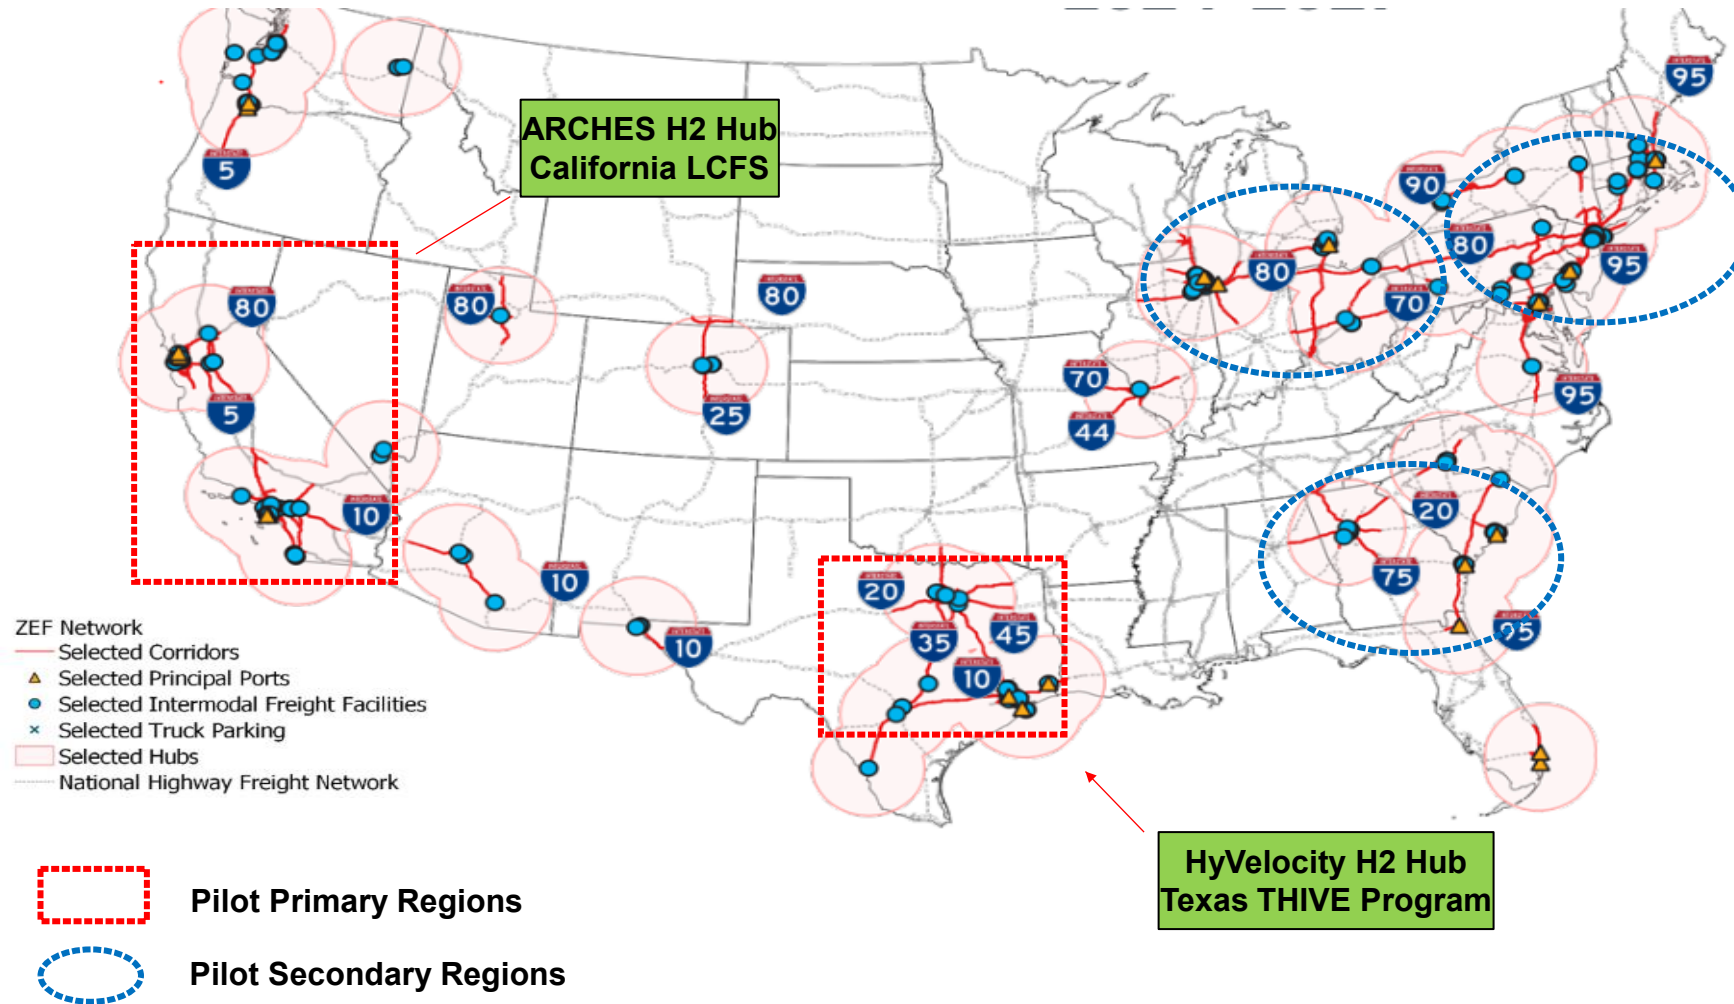 95
ARCHES H2 Hub
California LCFS
5
90
80
95
80
70
80
80
80
5
25
70
44
95
10
20
75
95
10
10
20
35
45
10
ZEF Network
Selected Corridors
Selected Principal Ports
Selected Intermodal Freight Facilities
Selected Truck Parking
Selected Hubs
National Highway Freight Network
HyVelocity H2 Hub
Texas THIVE Program
Pilot Primary Regions
Pilot Secondary Regions